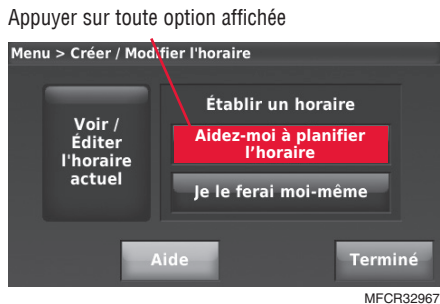 Appuyer sur toute option affichée
Menu > Créer / Modifier l'horaire
Voir /
Éditer
l'horaire
actuel
Établir un horaire
Aidez-moi à planifier
l’horaire
Je le ferai moi-même
Aide
Terminé
MFCR32967